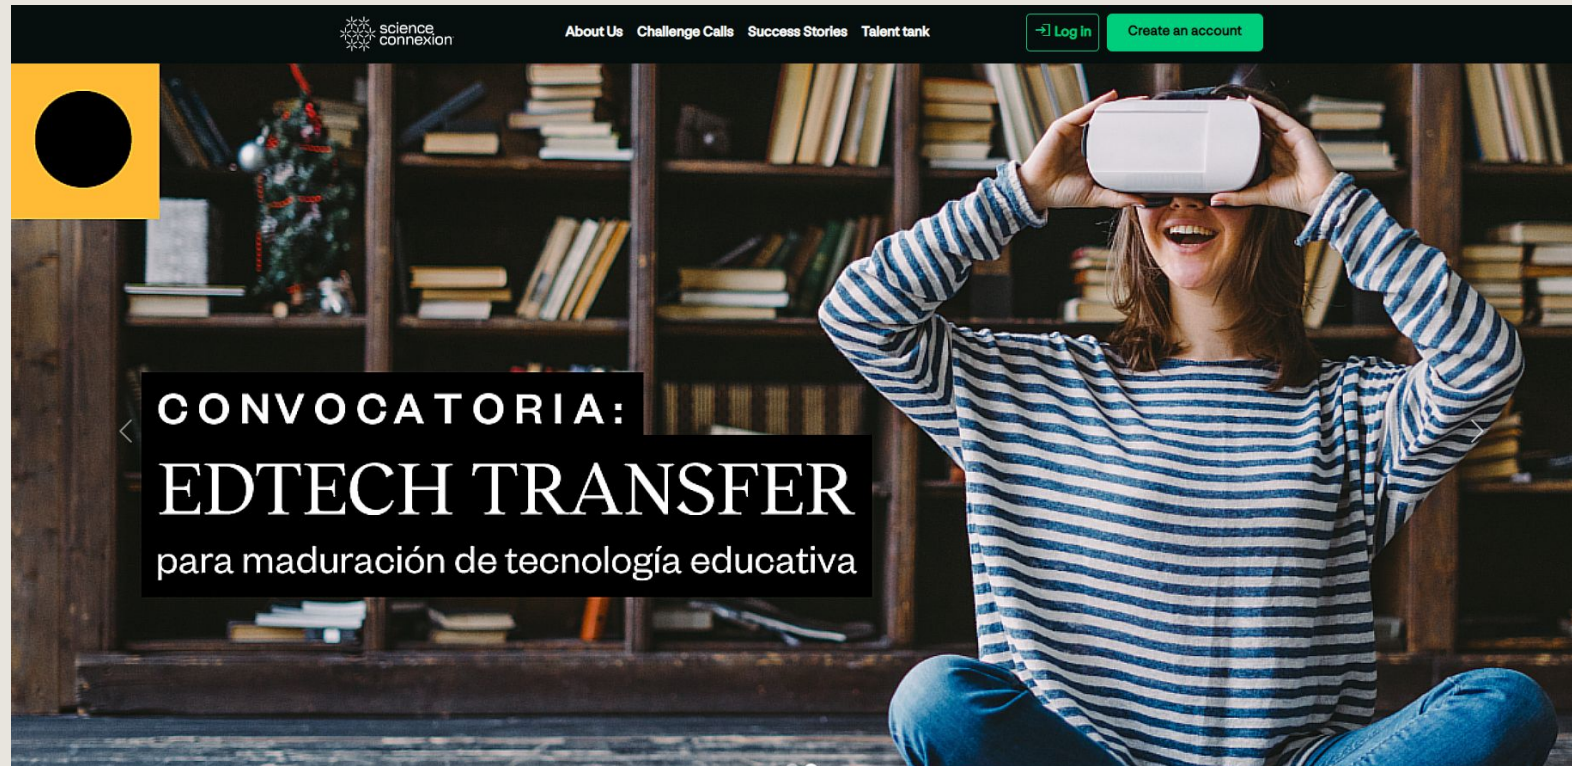 science
connexion
About Us Challenge Calls Success Stories Talent tank
Log in
Create an account
CONVOCATORIA:
EDTECH TRANSFER
para maduración de tecnología educativa